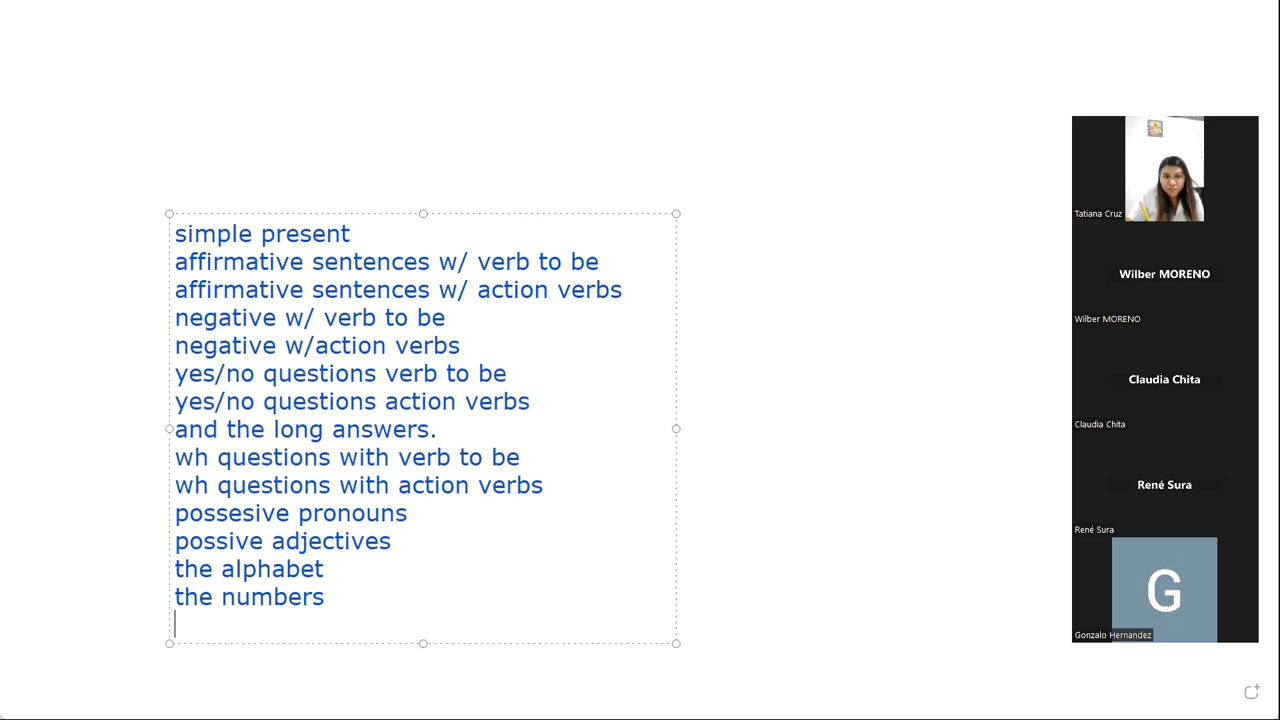 simple present
affirmative sentences w/ verb to be
affirmative sentences w/ action verbs
negative w/ verb to be
negative w/action verbs
yes/no questions verb to be
yes/no questions action verbs
and the long answers.
wh questions with verb to be
wh questions with action verbs
possesive pronouns
possive adjectives
the alphabet
the numbers
Tatiana Cruz
Wilber MORENO
Wilber MORENO
Claudia Chita
Claudia Chita
René Sura
René Sura
G
Gonzalo Hernandez